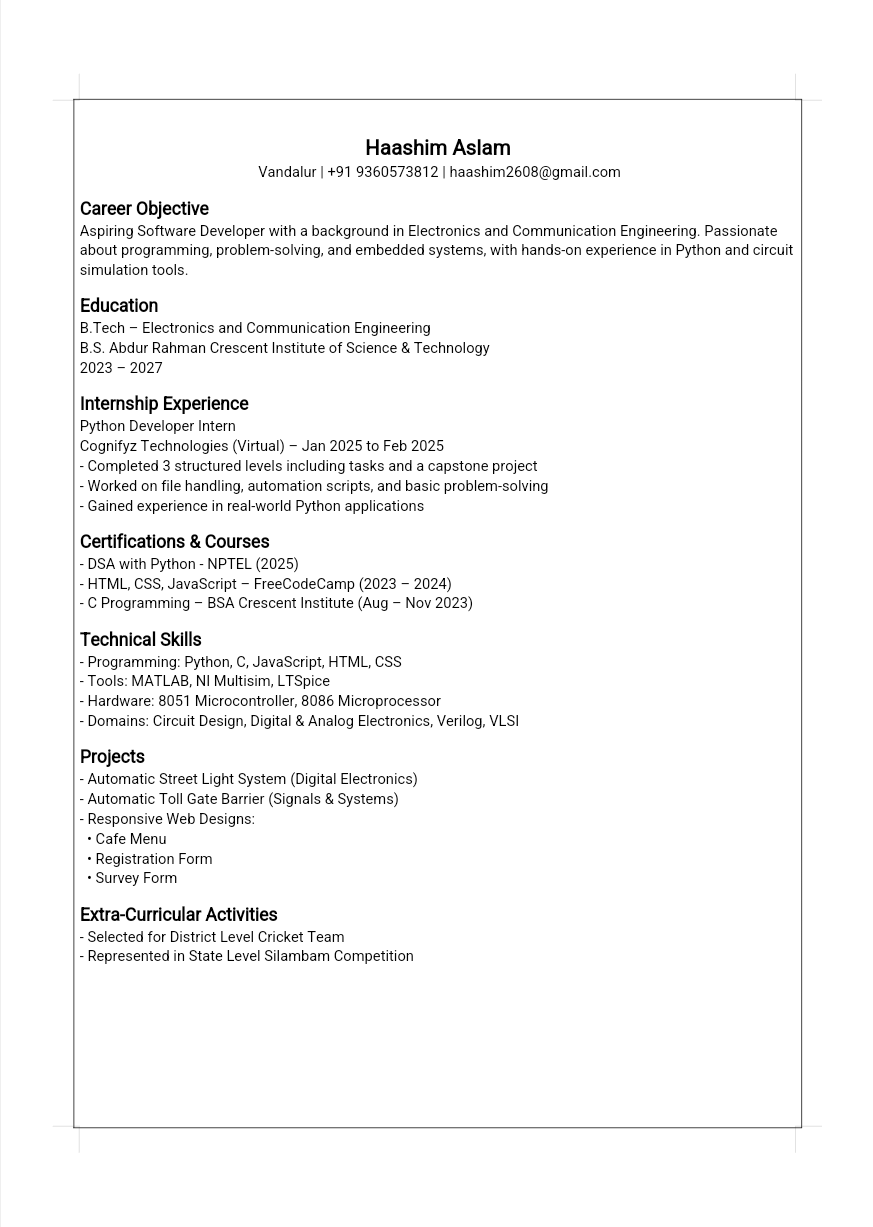 Haashim Aslam
Vandalur | +91 9360573812 | haashim2608@gmail.com
Career Objective
Aspiring Software Developer with a background in Electronics and Communication Engineering. Passionate
about programming, problem-solving, and embedded systems, with hands-on experience in Python and circuit
simulation tools.
Education
B.Tech – Electronics and Communication Engineering
B.S. Abdur Rahman Crescent Institute of Science & Technology
2023 – 2027
Internship Experience
Python Developer Intern
Cognifyz Technologies (Virtual) – Jan 2025 to Feb 2025
- Completed 3 structured levels including tasks and a capstone project
- Worked on file handling, automation scripts, and basic problem-solving
- Gained experience in real-world Python applications
Certifications & Courses
- DSA with Python - NPTEL (2025)
- HTML, CSS, JavaScript – FreeCodeCamp (2023 – 2024)
- C Programming – BSA Crescent Institute (Aug – Nov 2023)
Technical Skills
- Programming: Python, C, JavaScript, HTML, CSS
- Tools: MATLAB, NI Multisim, LTSpice
- Hardware: 8051 Microcontroller, 8086 Microprocessor
- Domains: Circuit Design, Digital & Analog Electronics, Verilog, VLSI
Projects
- Automatic Street Light System (Digital Electronics)
- Automatic Toll Gate Barrier (Signals & Systems)
- Responsive Web Designs:
• Cafe Menu
• Registration Form
• Survey Form
Extra-Curricular Activities
- Selected for District Level Cricket Team
- Represented in State Level Silambam Competition